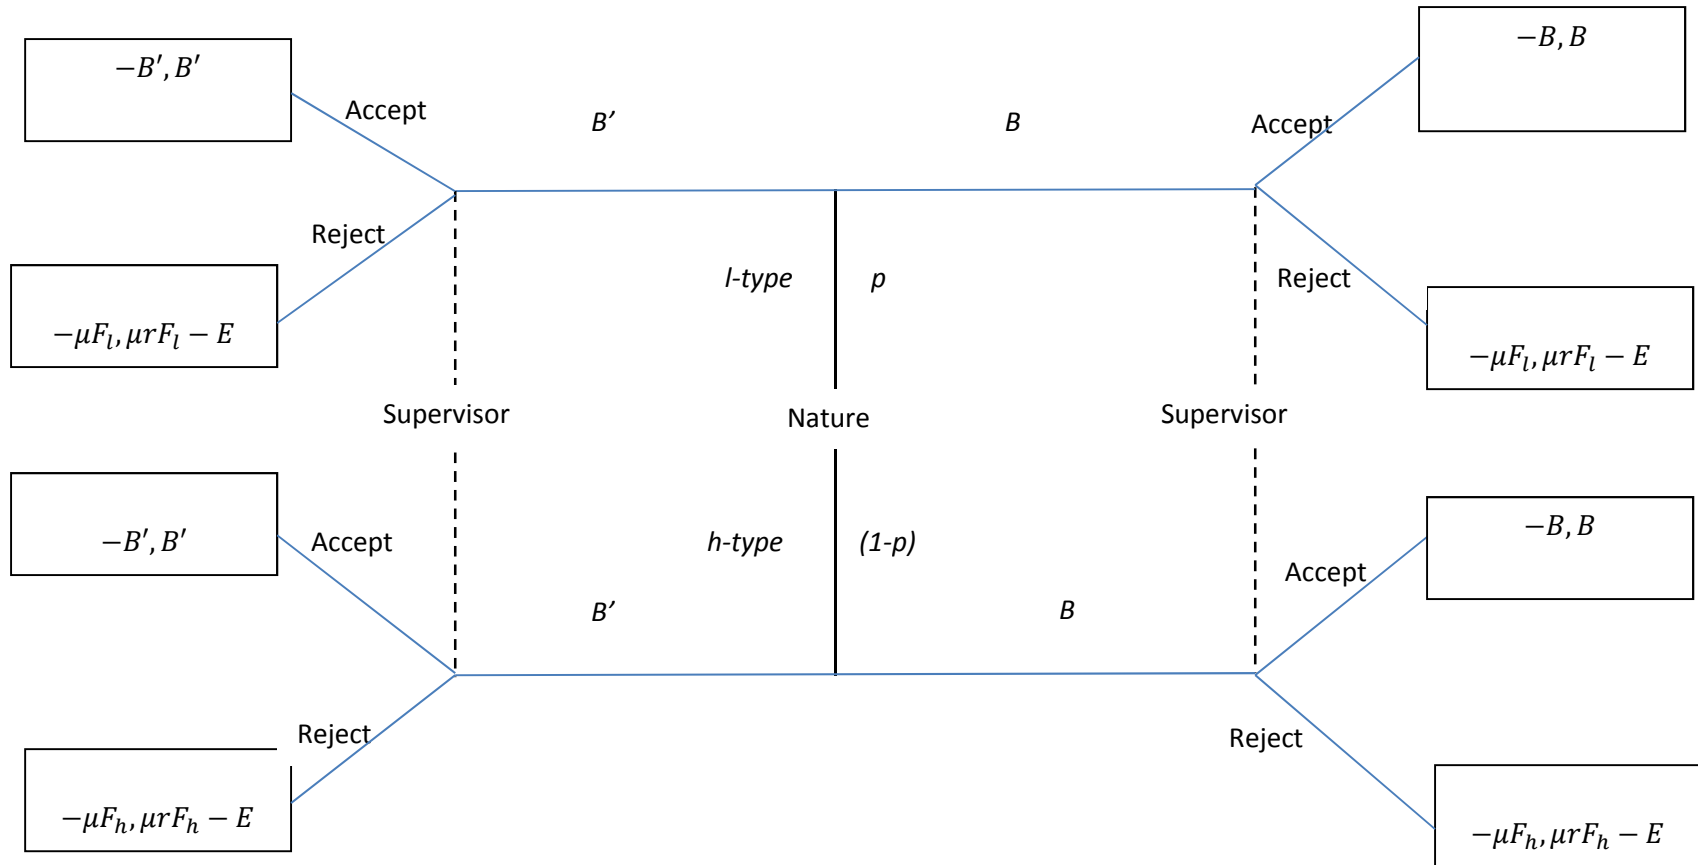 −B, B
−B′, B′
Accept
B’
B
Accept
Reject
l-type
p
Reject
−μF_l, μrF_l − E
−μF_l, μrF_l − E
Supervisor
Nature
Supervisor
−B, B
−B′, B′
Accept
h-type
(1-p)
Accept
B’
B
Reject
Reject
−μF_h, μrF_h − E
−μF_h, μrF_h − E